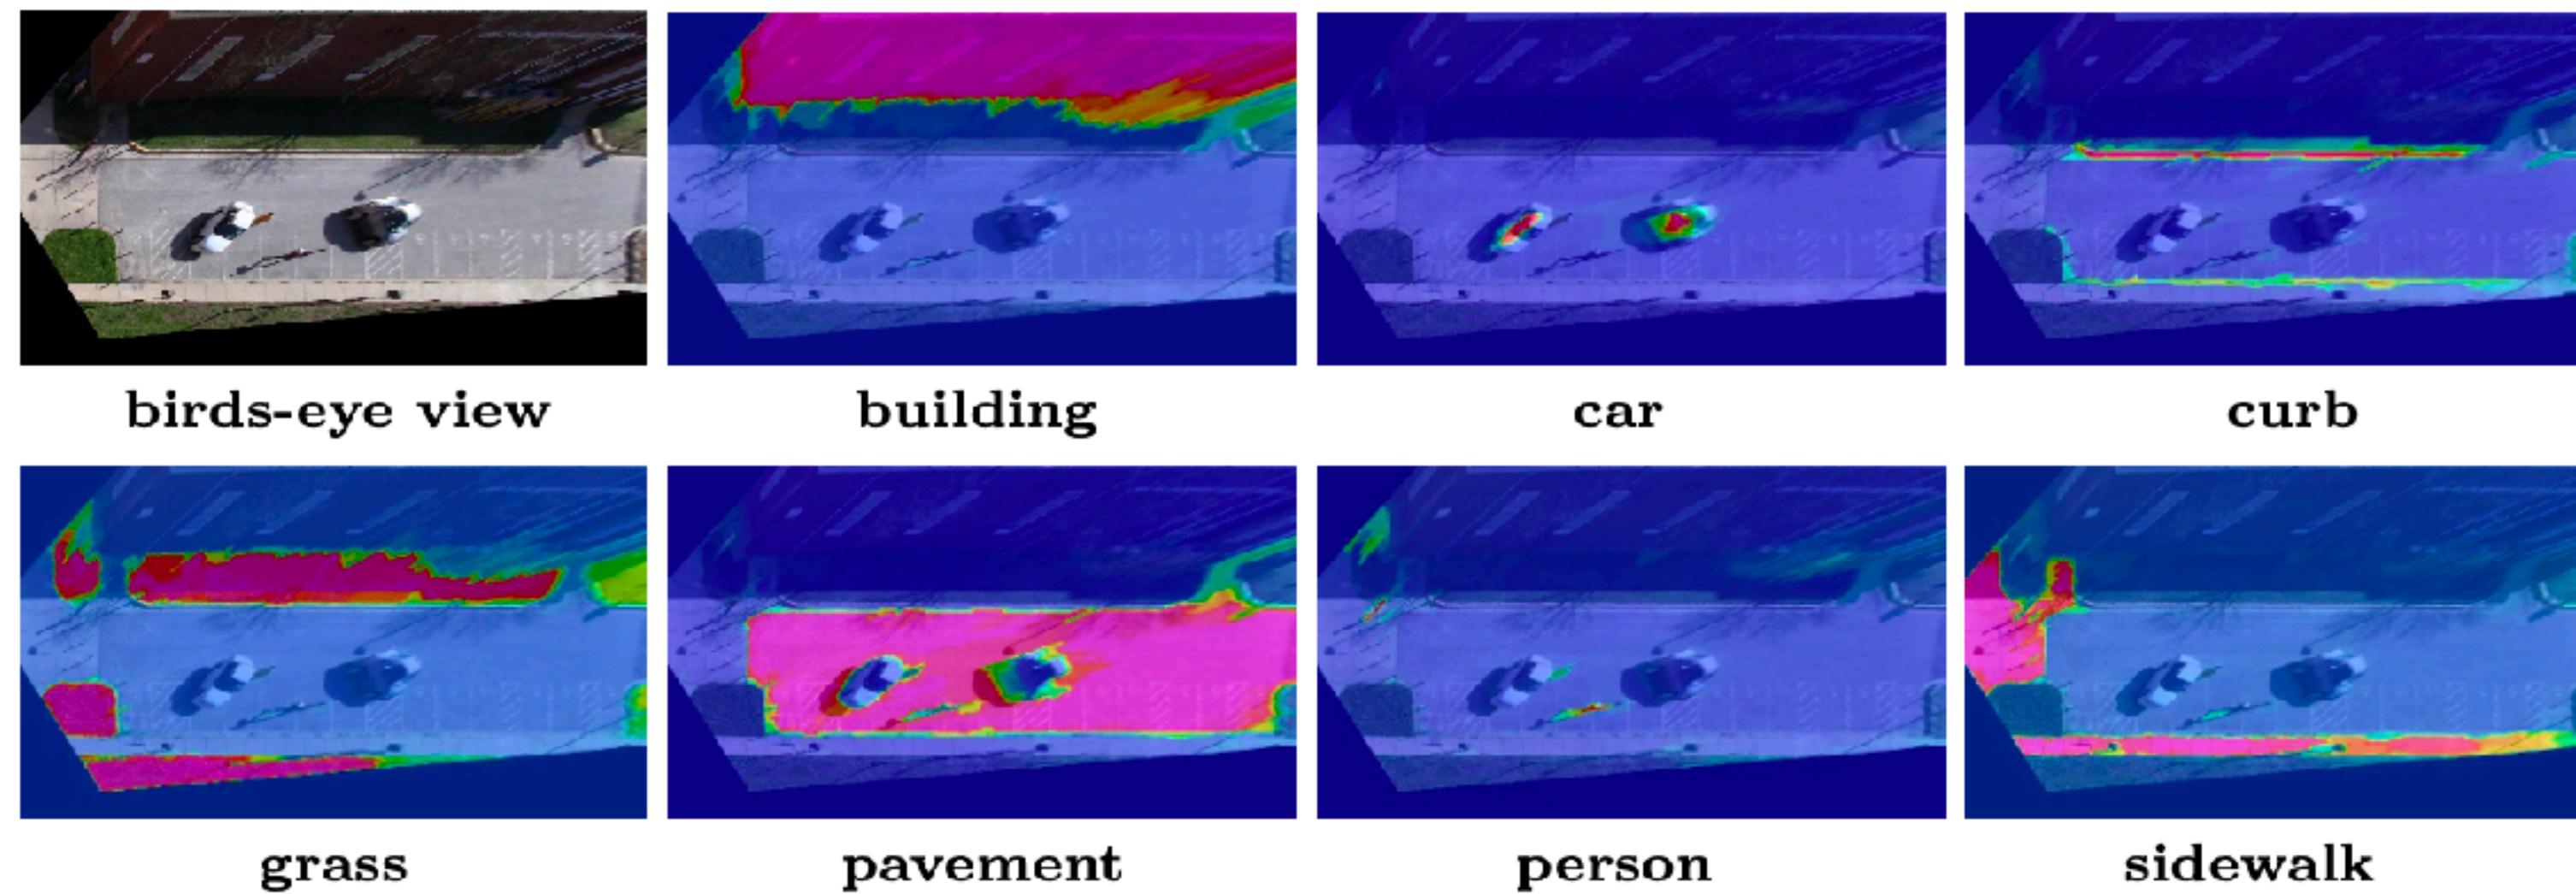 birds-eye view
building
car
curb
grass
pavement
person
sidewalk